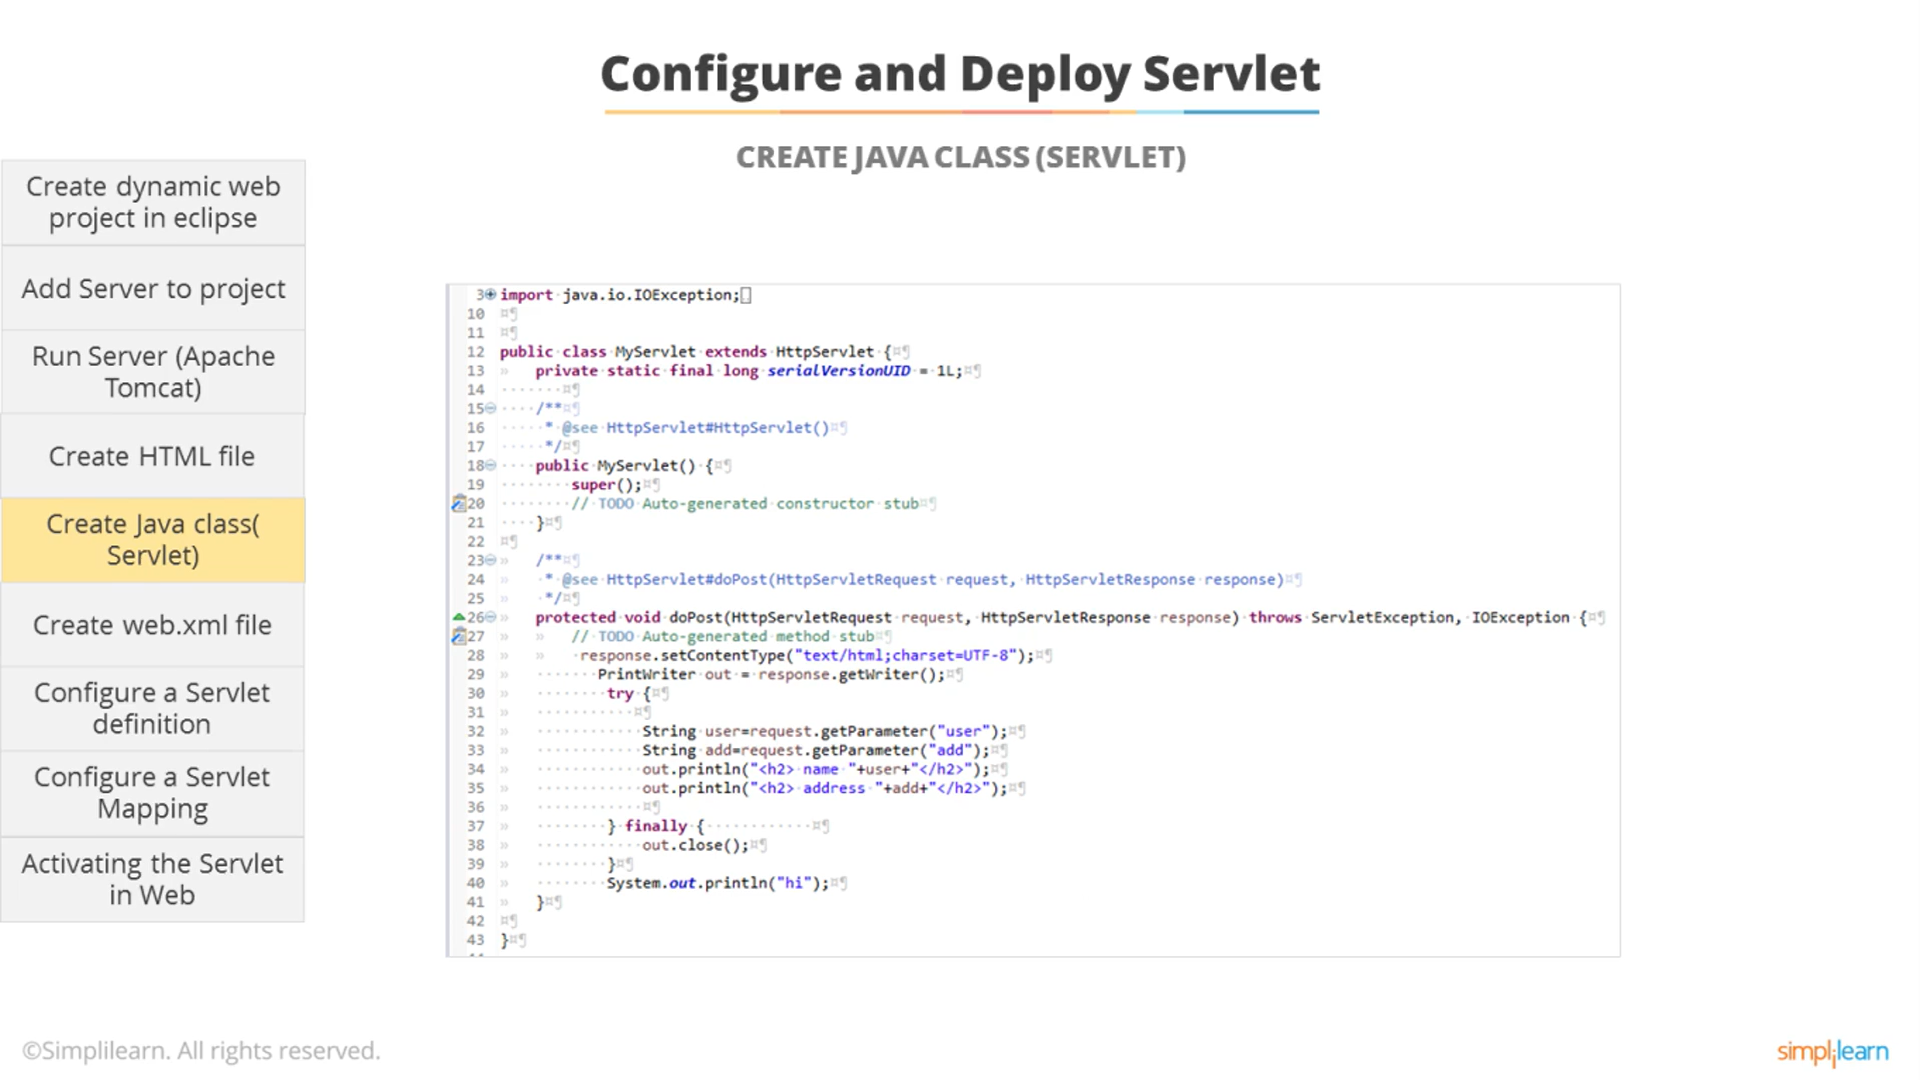 Configure and Deploy Servlet
CREATE JAVA CLASS (SERVLET)
Create dynamic web
project in eclipse
Add Server to project
Run Server (Apache
Tomcat)
Create HTML file
Create Java class(
Servlet)
Create web.xml file
Configure a Servlet
definition
Configure a Servlet
Mapping
Activating the Servlet
in Web
3 import java.io.IOException;
10
11
12 public class MyServlet extends HttpServlet {
13 private static final long serialVersionUID = 1L;
14
15 /**
16 * @see HttpServlet#HttpServlet()
17 */
18 public MyServlet() {
19 super();
20 // TODO Auto-generated constructor stub
21 }
22
23 /**
24 * @see HttpServlet#doPost(HttpServletRequest request, HttpServletResponse response)
25 */
26 protected void doPost(HttpServletRequest request, HttpServletResponse response) throws ServletException, IOException {
27 // TODO Auto-generated method stub
28 response.setContentType("text/html;charset=UTF-8");
29 PrintWriter out = response.getWriter();
30 try {
31
32 String user=request.getParameter("user");
33 String add=request.getParameter("add");
34 out.println("<h2> name "+user+"</h2>");
35 out.println("<h2> address "+add+"</h2>");
36
37 } finally {
38 out.close();
39 }
40 System.out.println("hi");
41 }
42
43 }
©Simplilearn. All rights reserved.
simplilearn